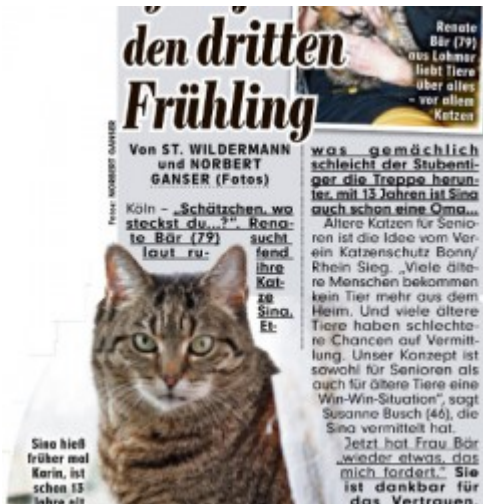 den dritten
Frühling
Renate
Bär (79)
aus Lohmar
liebt Tiere
über alles
– vor allem
Katzen
Fotos: NORBERT GANSER
Von ST. WILDERMANN
und NORBERT
GANSER (Fotos)
Köln – „Schätzchen, wo
steckst du...?“. Rena-
te Bär (79) sucht
laut ru- fend
ihre
Kat-
ze
Sina.
Et-
was gemächlich
schleicht der Stubenti-
ger die Treppe herun-
ter, mit 13 Jahren ist Sina
auch schon eine Oma...
Ältere Katzen für Senio-
ren ist die Idee vom Ver-
ein Katzenschutz Bonn/
Rhein Sieg. „Viele älte-
re Menschen bekommen
kein Tier mehr aus dem
Heim. Und viele ältere
Tiere haben schlechte-
re Chancen auf Vermitt-
lung. Unser Konzept ist
sowohl für Senioren als
auch für ältere Tiere eine
Win-Win-Situation“, sagt
Susanne Busch (46), die
Sina vermittelt hat.
Jetzt hat Frau Bär
„wieder etwas, das
mich fordert.“ Sie
ist dankbar für
das Vertrauen,
Sina hieß
früher mal
Karin, ist
schon 13
Jahre alt